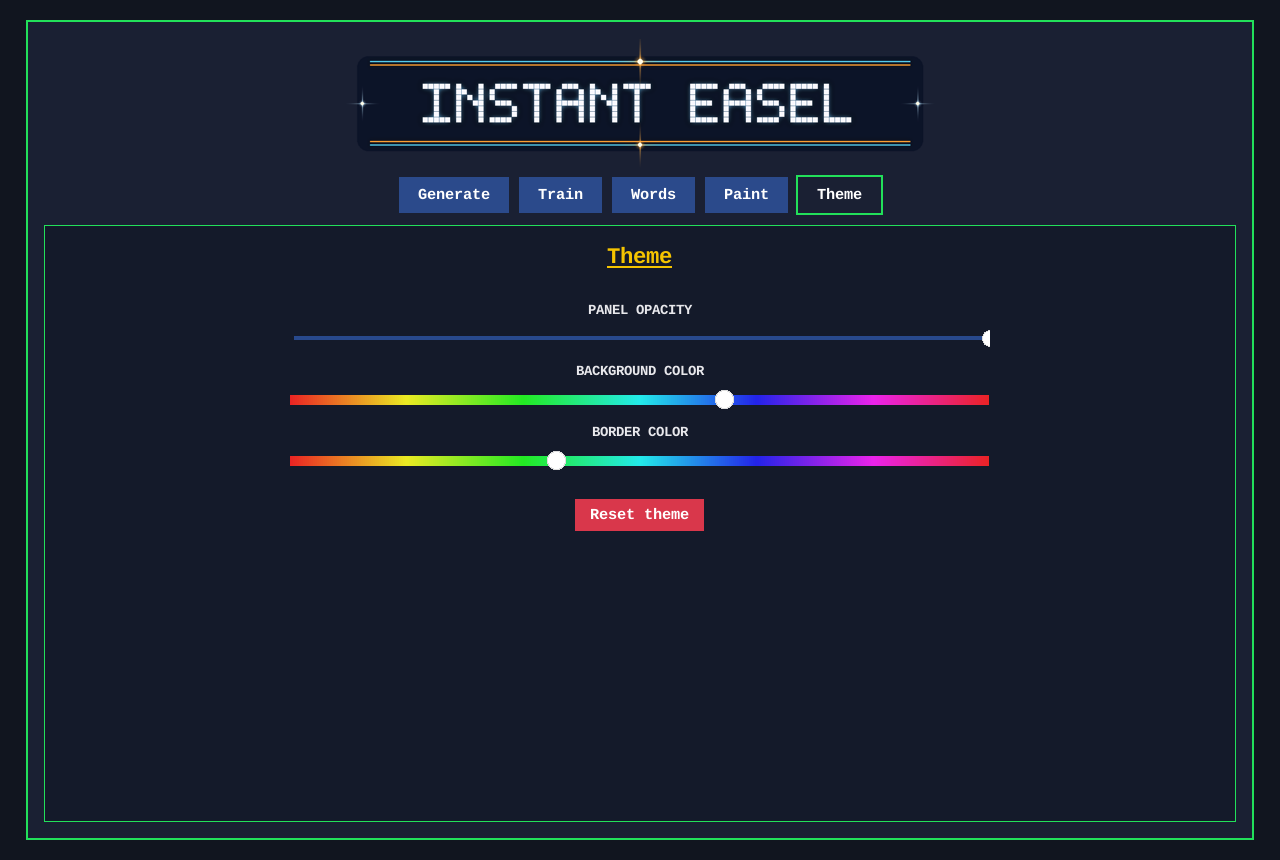 INSTANT EASEL
Generate Train Words Paint Theme
Theme
PANEL OPACITY
BACKGROUND COLOR
BORDER COLOR
Reset theme